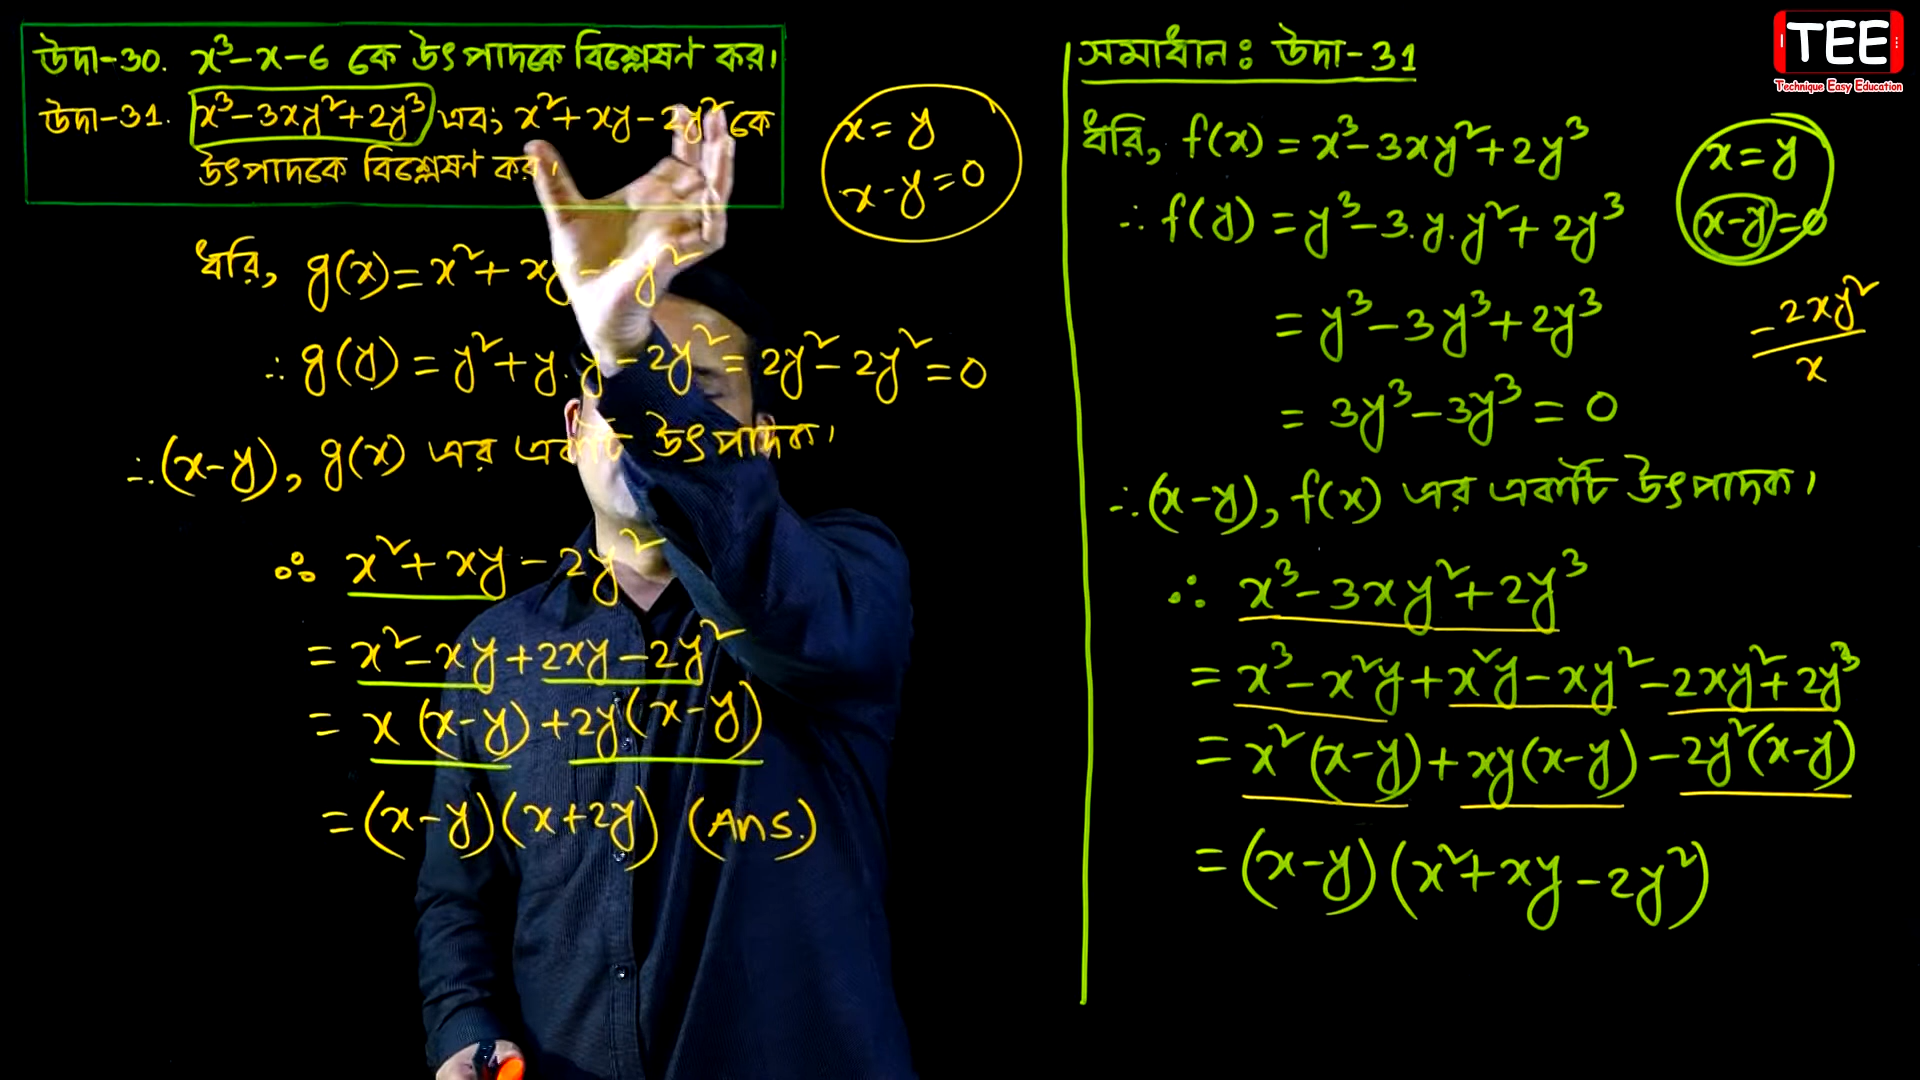 উদা-30. x³-x-6 কে উৎপাদকে বিশ্লেষণ কর।
উদা-31. x³-3xy²+2y³ এবং x²+xy-2y² কে
উৎপাদকে বিশ্লেষণ কর।
x = y
x-y=0
ধরি, g(x) = x²+ xy - 2y²
∴ g(y) = y²+y.y-2y² = 2y²-2y² = 0
∴ (x-y), g(x) এর একটি উৎপাদক।
∴ x²+xy-2y²
= x²-xy+2xy-2y²
= x(x-y)+2y(x-y)
= (x-y)(x+2y) (Ans.)
সমাধান: উদা-31
ধরি, f(x) = x³-3xy²+2y³
∴ f(y) = y³-3.y.y²+2y³
= y³-3y³+2y³
= 3y³-3y³ = 0
∴ (x-y), f(x) এর একটি উৎপাদক।
∴ x³-3xy²+2y³
= x³-x²y+x²y-xy²-2xy²+2y³
= x²(x-y)+xy(x-y)-2y²(x-y)
= (x-y)(x²+xy-2y²)
x = y
(x-y)=0
-2xy²
x
TEE
Technique Easy Education